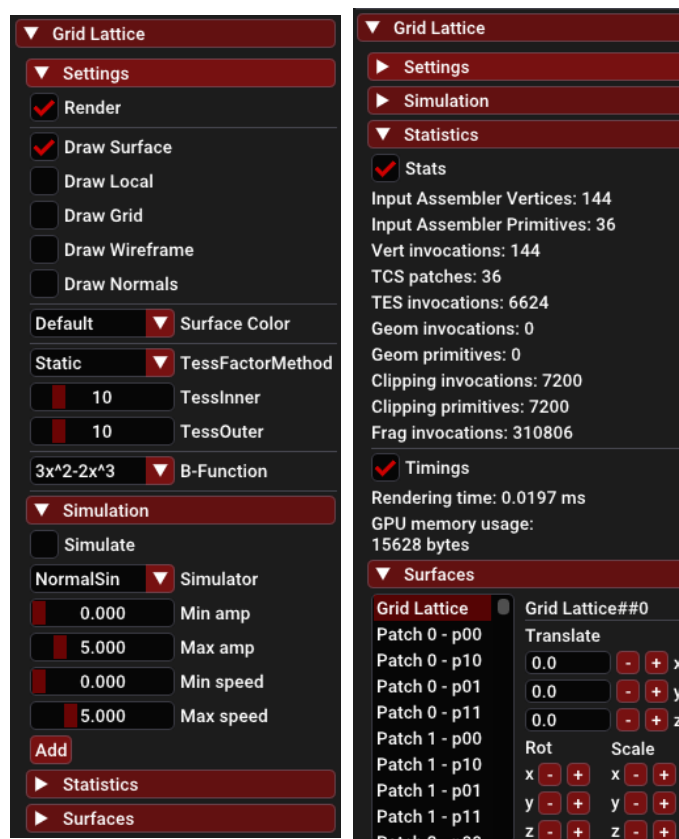 Grid Lattice
Settings
Render
Draw Surface
Draw Local
Draw Grid
Draw Wireframe
Draw Normals
Default Surface Color
Static TessFactorMethod
10 TessInner
10 TessOuter
3x^2-2x^3 B-Function
Simulation
Simulate
NormalSin Simulator
0.000 Min amp
5.000 Max amp
0.000 Min speed
5.000 Max speed
Add
Statistics
Surfaces
Grid Lattice
Settings
Simulation
Statistics
Stats
Input Assembler Vertices: 144
Input Assembler Primitives: 36
Vert invocations: 144
TCS patches: 36
TES invocations: 6624
Geom invocations: 0
Geom primitives: 0
Clipping invocations: 7200
Clipping primitives: 7200
Frag invocations: 310806
Timings
Rendering time: 0.0197 ms
GPU memory usage:
15628 bytes
Surfaces
Grid Lattice
Patch 0 - p00
Patch 0 - p10
Patch 0 - p01
Patch 0 - p11
Patch 1 - p00
Patch 1 - p10
Patch 1 - p01
Patch 1 - p11
Grid Lattice##0
Translate
0.0 - + x
0.0 - + y
0.0 - + z
Rot Scale
x - + x - +
y - + y - +
z - + z - +